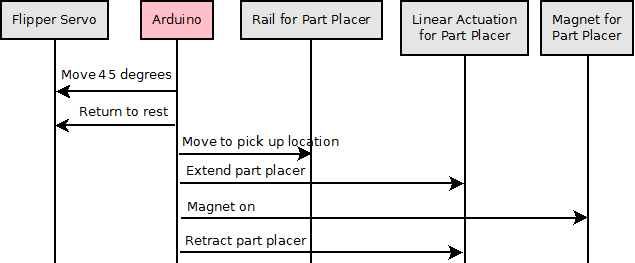 Flipper Servo
Arduino
Rail for Part Placer
Linear Actuation
for Part Placer
Magnet for
Part Placer
Move 45 degrees
Return to rest
Move to pick up location
Extend part placer
Magnet on
Retract part placer